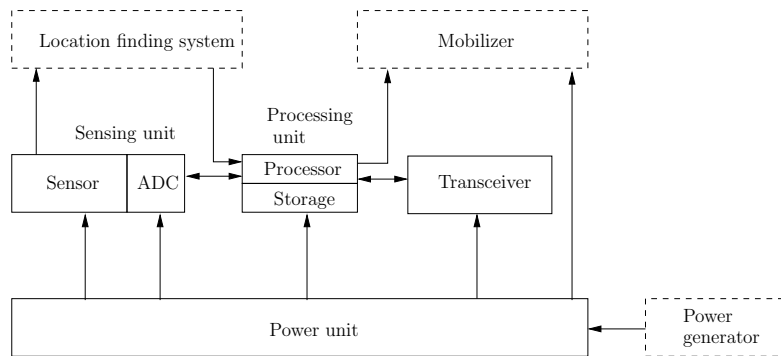 Location finding system
Mobilizer
Sensing unit
Processing
unit
Sensor
ADC
Processor
Storage
Transceiver
Power unit
Power
generator